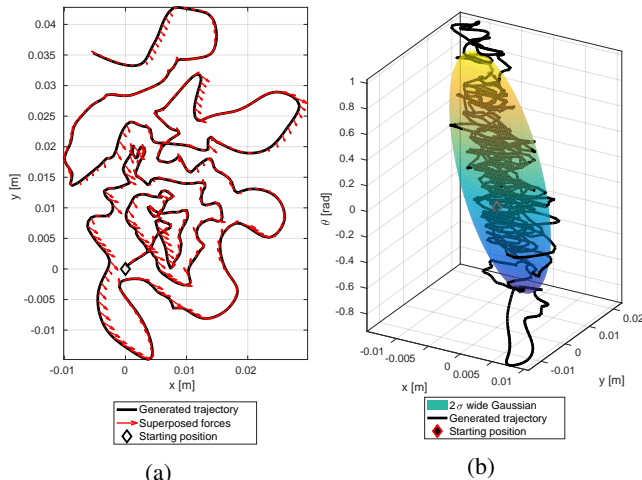 0.04
0.035
0.03
0.025
0.02
0.015
0.01
0.005
0
-0.005
-0.01
y [m]
-0.01
0
0.01
0.02
x [m]
Generated trajectory
Superposed forces
Starting position
(a)
1
0.8
0.6
0.4
0.2
0
-0.2
-0.4
-0.6
-0.8
θ [rad]
-0.01
-0.005
0
0.005
0.01
x [m]
-0.01
0
0.01
0.02
y [m]
2σ wide Gaussian
Generated trajectory
Starting position
(b)